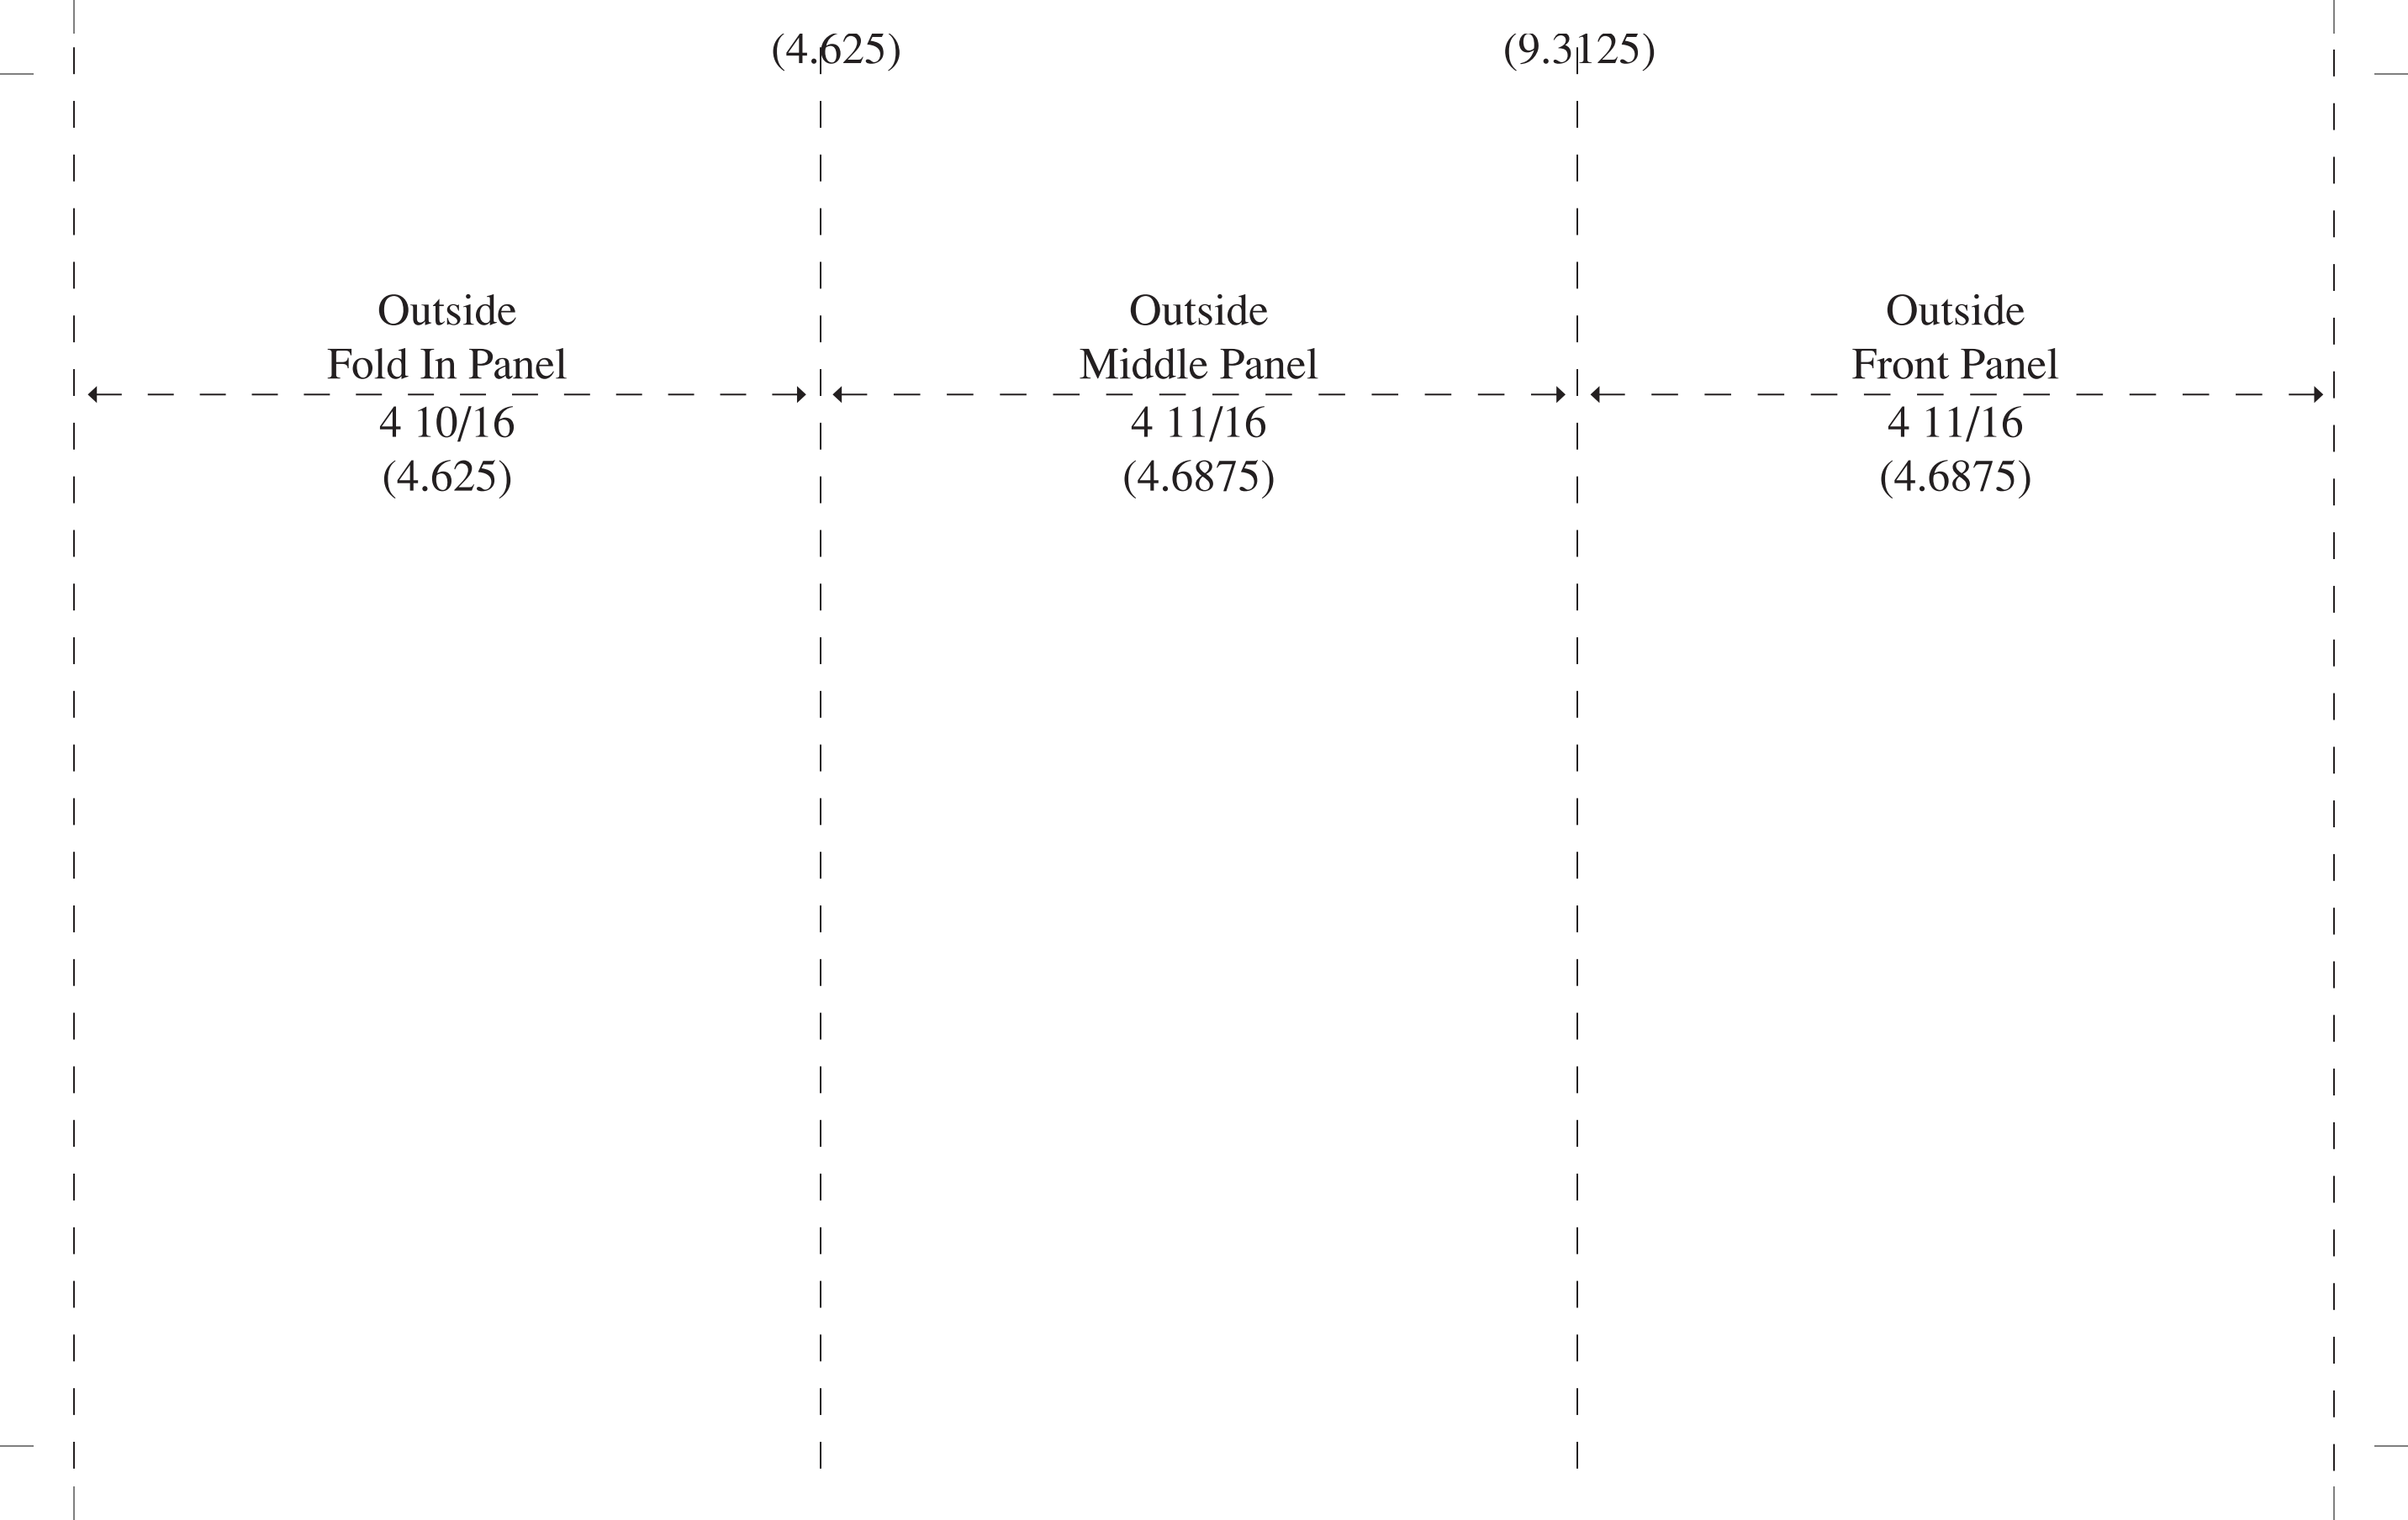 (4.625)
(9.3125)
Outside
Fold In Panel
4 10/16
(4.625)
Outside
Middle Panel
4 11/16
(4.6875)
Outside
Front Panel
4 11/16
(4.6875)